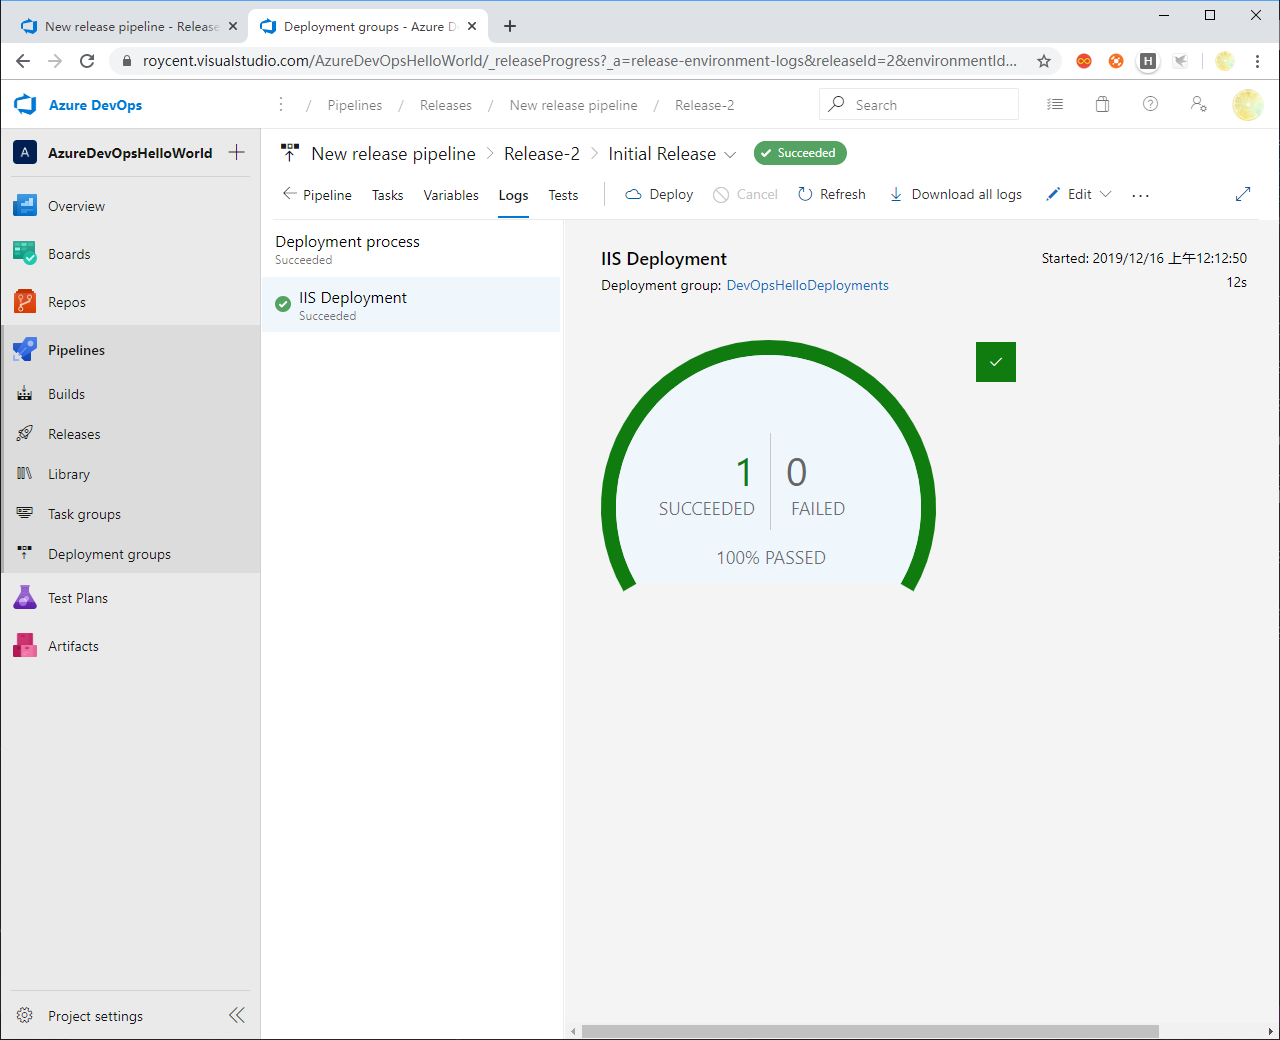 New release pipeline - Release
Deployment groups - Azure D
roycent.visualstudio.com/AzureDevOpsHelloWorld/_releaseProgress?_a=release-environment-logs&releaseId=2&environmentId...
H
Azure DevOps
/ Pipelines / Releases / New release pipeline / Release-2
Search
A AzureDevOpsHelloWorld
New release pipeline > Release-2 > Initial Release
Succeeded
Pipeline Tasks Variables Logs Tests Deploy Cancel Refresh Download all logs Edit ...
Overview
Boards
Repos
Pipelines
Builds
Releases
Library
Task groups
Deployment groups
Test Plans
Artifacts
Project settings
Deployment process
Succeeded
IIS Deployment
Succeeded
IIS Deployment
Started: 2019/12/16 上午12:12:50
Deployment group: DevOpsHelloDeployments
12s
1 0
SUCCEEDED FAILED
100% PASSED